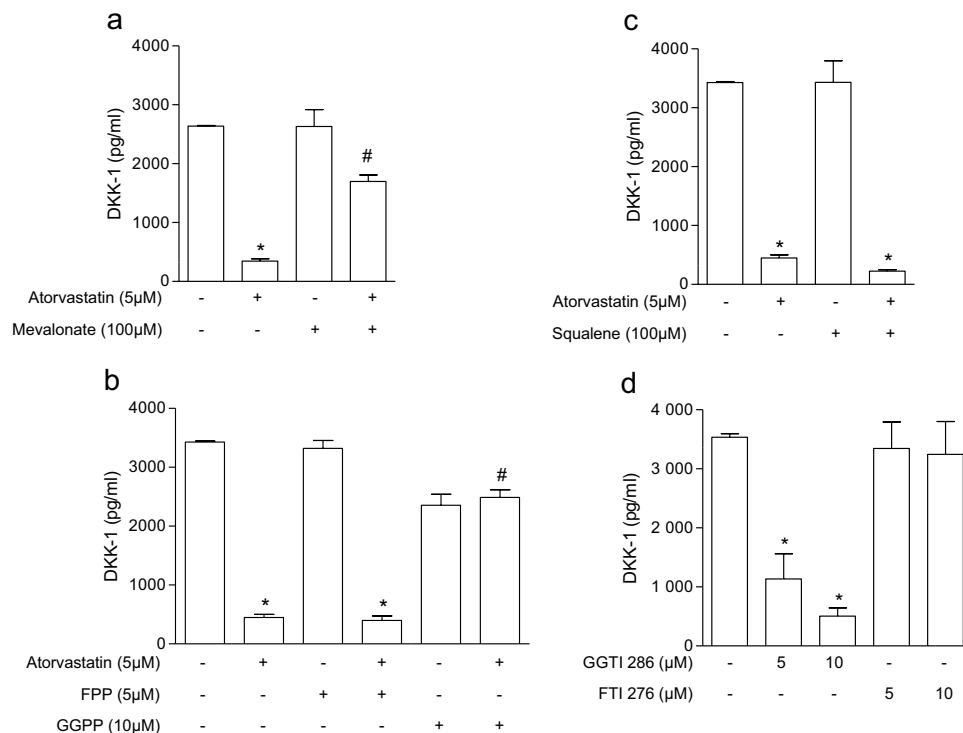 a
4000
3000
2000
1000
0
DKK-1 (pg/ml)
*
#
Atorvastatin (5µM) - + - +
Mevalonate (100µM) - - + +
c
4000
3000
2000
1000
0
DKK-1 (pg/ml)
*
*
Atorvastatin (5µM) - + - +
Squalene (100µM) - - + +
b
4000
3000
2000
1000
0
DKK-1 (pg/ml)
*
*
#
Atorvastatin (5µM) - + - + - +
FPP (5µM) - - + + - -
GGPP (10µM) - - - - + +
d
4 000
3 000
2 000
1 000
0
DKK-1 (pg/ml)
*
*
GGTI 286 (µM) - 5 10 - -
FTI 276 (µM) - - - 5 10